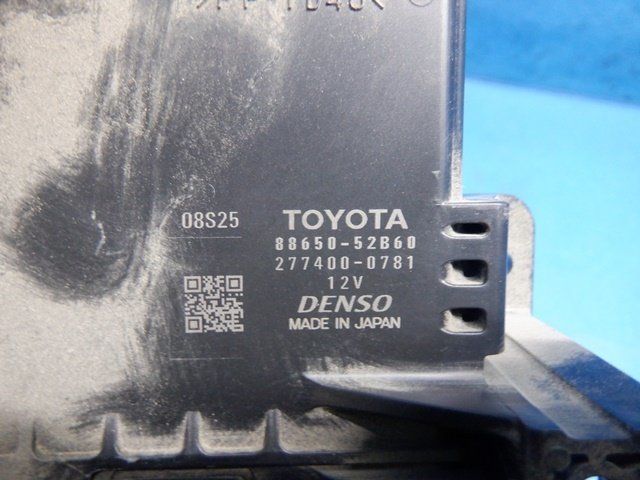 08S25
TOYOTA
88650-52B60
277400-0781
12V
DENSO
MADE IN JAPAN